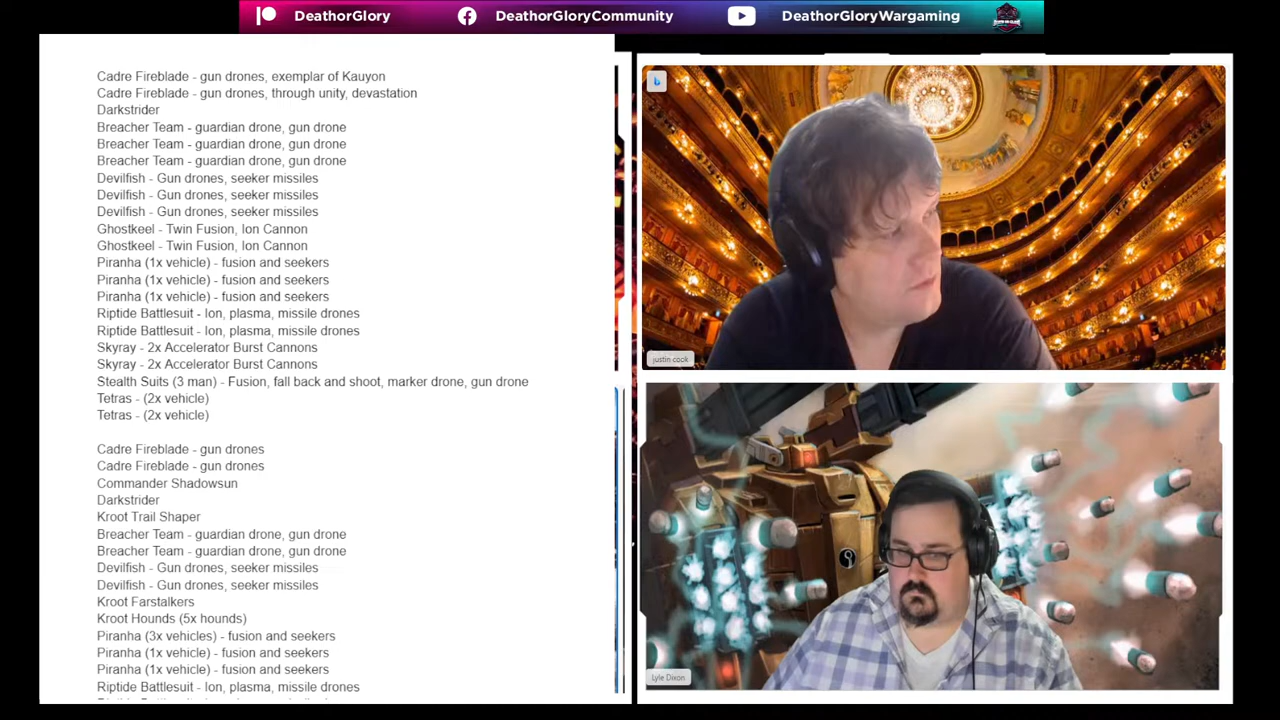 DeathorGlory
DeathorGloryCommunity
DeathorGloryWargaming
Cadre Fireblade - gun drones, exemplar of Kauyon
Cadre Fireblade - gun drones, through unity, devastation
Darkstrider
Breacher Team - guardian drone, gun drone
Breacher Team - guardian drone, gun drone
Breacher Team - guardian drone, gun drone
Devilfish - Gun drones, seeker missiles
Devilfish - Gun drones, seeker missiles
Devilfish - Gun drones, seeker missiles
Ghostkeel - Twin Fusion, Ion Cannon
Ghostkeel - Twin Fusion, Ion Cannon
Piranha (1x vehicle) - fusion and seekers
Piranha (1x vehicle) - fusion and seekers
Piranha (1x vehicle) - fusion and seekers
Riptide Battlesuit - Ion, plasma, missile drones
Riptide Battlesuit - Ion, plasma, missile drones
Skyray - 2x Accelerator Burst Cannons
Skyray - 2x Accelerator Burst Cannons
Stealth Suits (3 man) - Fusion, fall back and shoot, marker drone, gun drone
Tetras - (2x vehicle)
Tetras - (2x vehicle)
Cadre Fireblade - gun drones
Cadre Fireblade - gun drones
Commander Shadowsun
Darkstrider
Kroot Trail Shaper
Breacher Team - guardian drone, gun drone
Breacher Team - guardian drone, gun drone
Devilfish - Gun drones, seeker missiles
Devilfish - Gun drones, seeker missiles
Kroot Farstalkers
Kroot Hounds (5x hounds)
Piranha (3x vehicles) - fusion and seekers
Piranha (1x vehicle) - fusion and seekers
Piranha (1x vehicle) - fusion and seekers
Riptide Battlesuit - Ion, plasma, missile drones
justin cook
Lyle Dixon